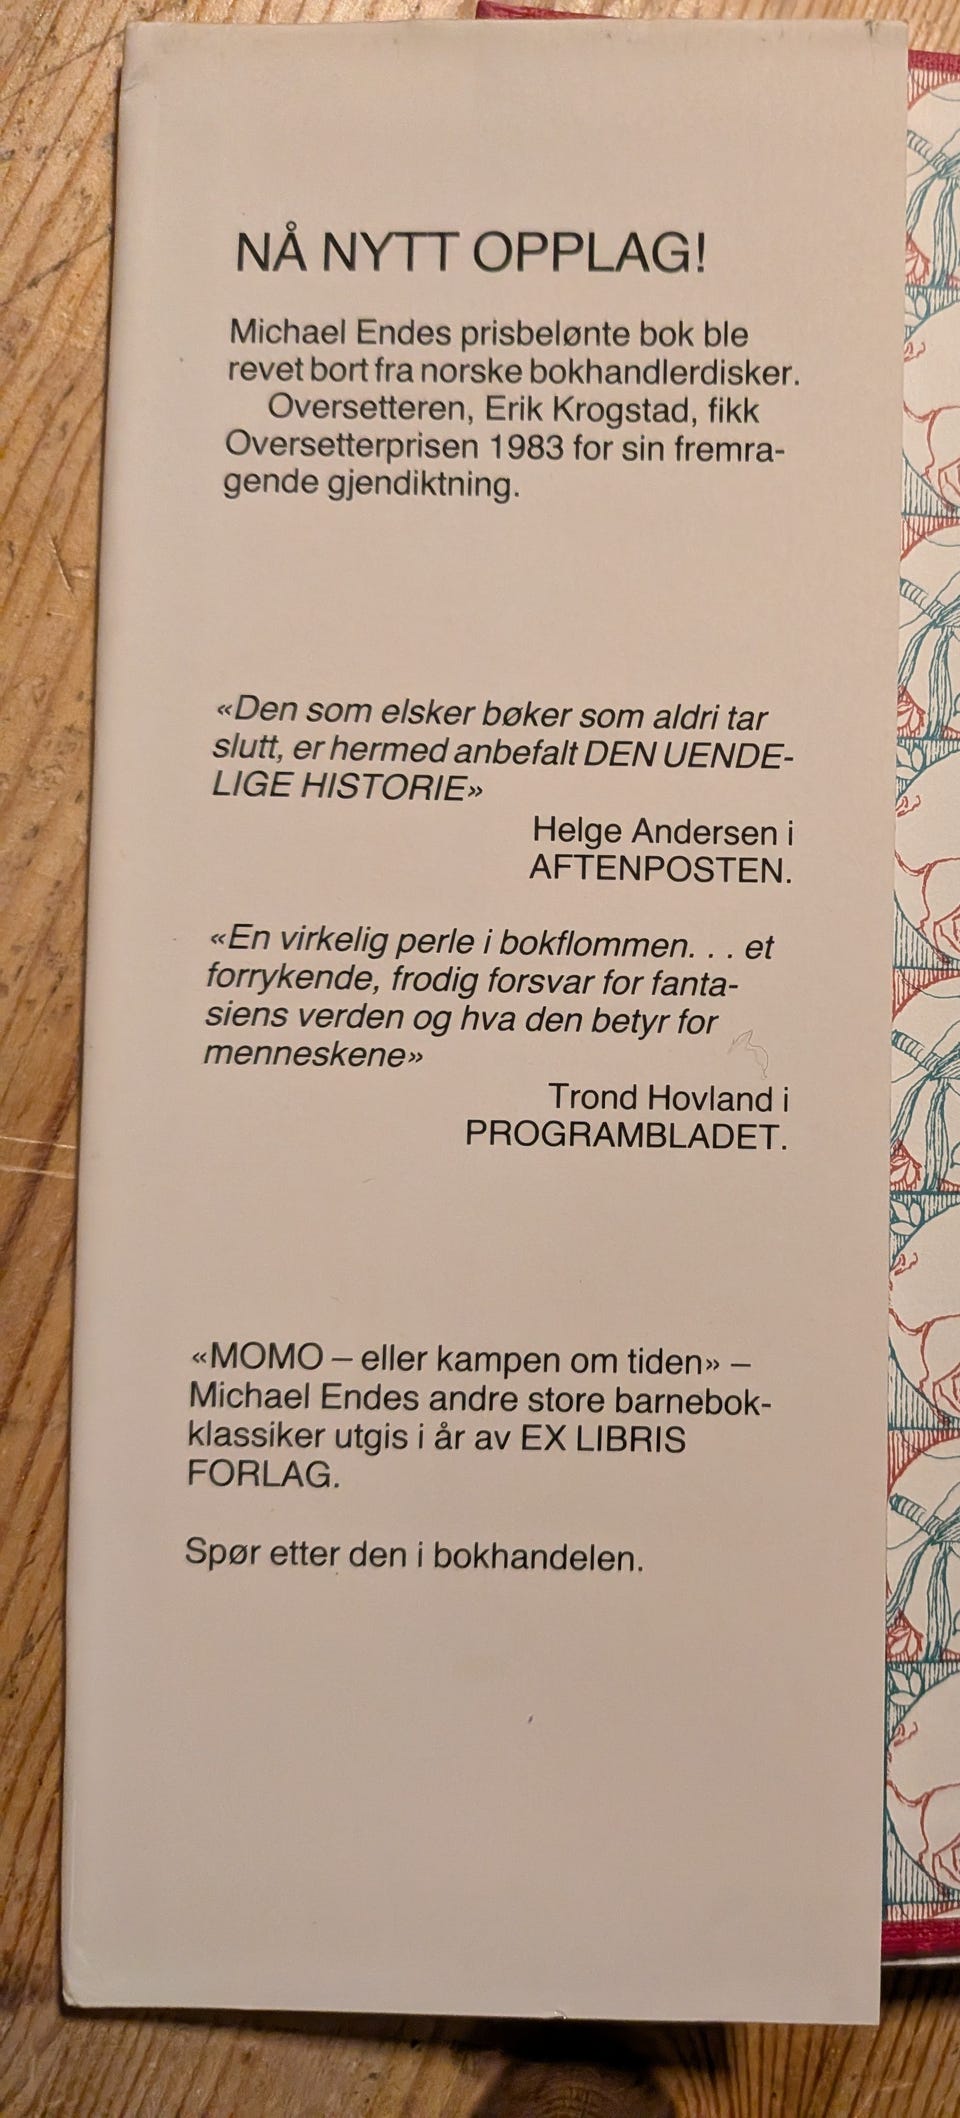 NÅ NYTT OPPLAG!
Michael Endes prisbelønte bok ble
revet bort fra norske bokhandlerdisker.
Oversetteren, Erik Krogstad, fikk
Oversetterprisen 1983 for sin fremra-
gende gjendiktning.
«Den som elsker bøker som aldri tar
slutt, er hermed anbefalt DEN UENDE-
LIGE HISTORIE»
Helge Andersen i
AFTENPOSTEN.
«En virkelig perle i bokflommen. . . et
forrykende, frodig forsvar for fanta-
siens verden og hva den betyr for
menneskene»
Trond Hovland i
PROGRAMBLADET.
«MOMO – eller kampen om tiden» –
Michael Endes andre store barnebok-
klassiker utgis i år av EX LIBRIS
FORLAG.
Spør etter den i bokhandelen.